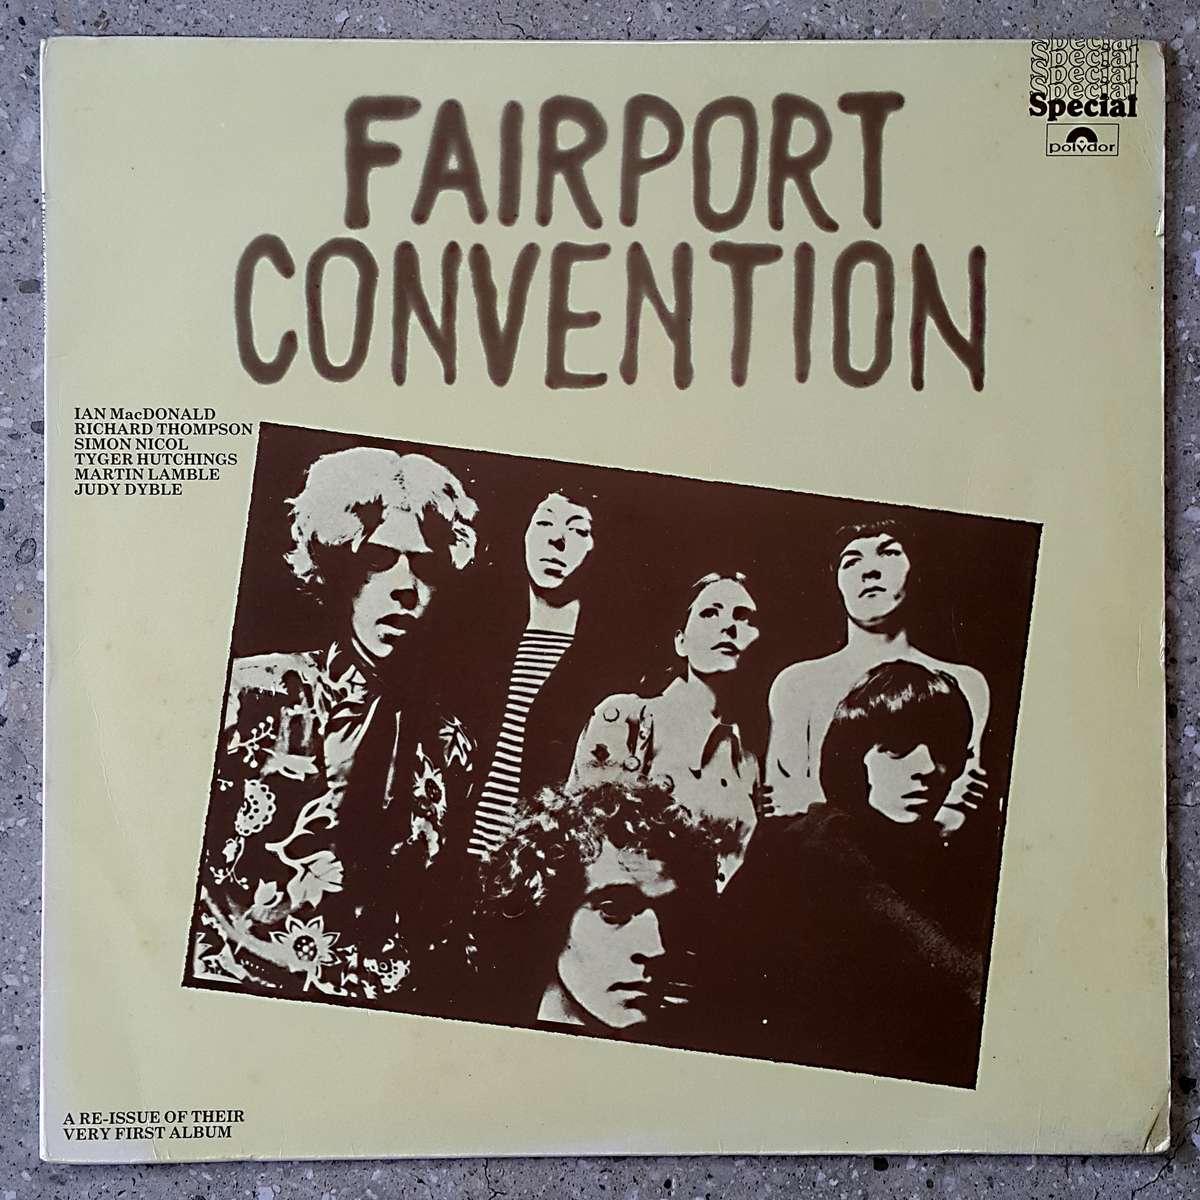 Special
Special
Special
Special
Special
polydor
FAIRPORT
CONVENTION
IAN MacDONALD
RICHARD THOMPSON
SIMON NICOL
TYGER HUTCHINGS
MARTIN LAMBLE
JUDY DYBLE
A RE-ISSUE OF THEIR
VERY FIRST ALBUM